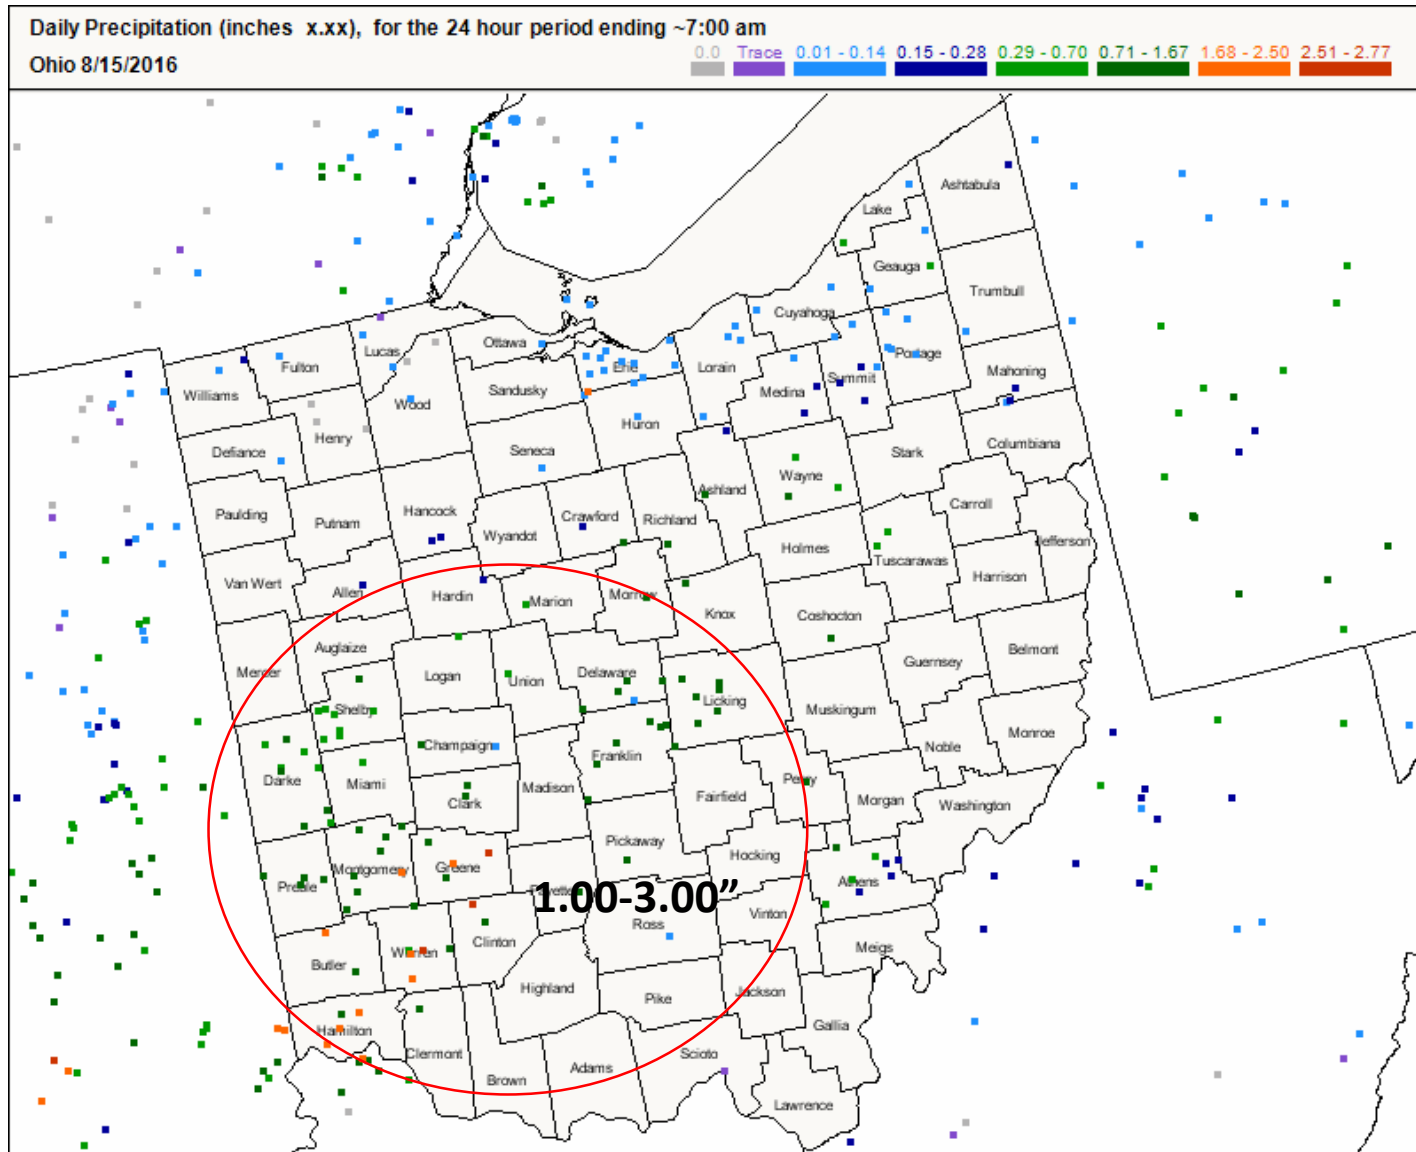 Daily Precipitation (inches x.xx), for the 24 hour period ending ~7:00 am
Ohio 8/15/2016
0.0 Trace 0.01 - 0.14 0.15 - 0.28 0.29 - 0.70 0.71 - 1.67 1.68 - 2.50 2.51 - 2.77
Ashtabula
Lake
Geauga
Trumbull
Cuyahoga
Ottawa
Lucas
Fulton
Williams
Erie
Lorain
Portage
Mahoning
Sandusky
Wood
Medina
Summit
Huron
Henry
Defiance
Seneca
Stark
Columbiana
Wayne
Ashland
Carroll
Paulding
Putnam
Hancock
Crawford
Richland
Wyandot
Holmes
Jefferson
Tuscarawas
Harrison
Van Wert
Allen
Hardin
Marion
Morrow
Knox
Coshocton
Auglaize
Mercer
Belmont
Guernsey
Logan
Union
Delaware
Licking
Shelby
Muskingum
Monroe
Noble
Champaign
Franklin
Darke
Miami
Madison
Perry
Clark
Fairfield
Morgan
Washington
Pickaway
Hocking
Montgomery
Greene
Preble
Fayette
Athens
1.00-3.00”
Vinton
Ross
Clinton
Warren
Meigs
Butler
Highland
Pike
Jackson
Gallia
Hamilton
Clermont
Scioto
Adams
Brown
Lawrence